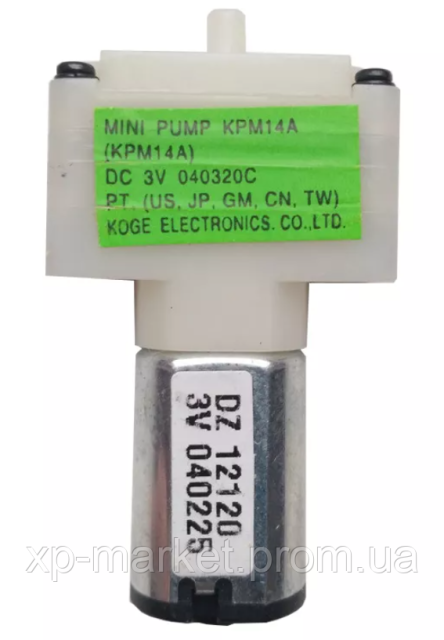 MINI PUMP KPM14A
(KPM14A)
DC 3V 040320C
PT, (US, JP, GM, CN, TW)
KOGE ELECTRONICS. CO.,LTD.
DZ 12120
3V 040225
xp-market.prom.ua